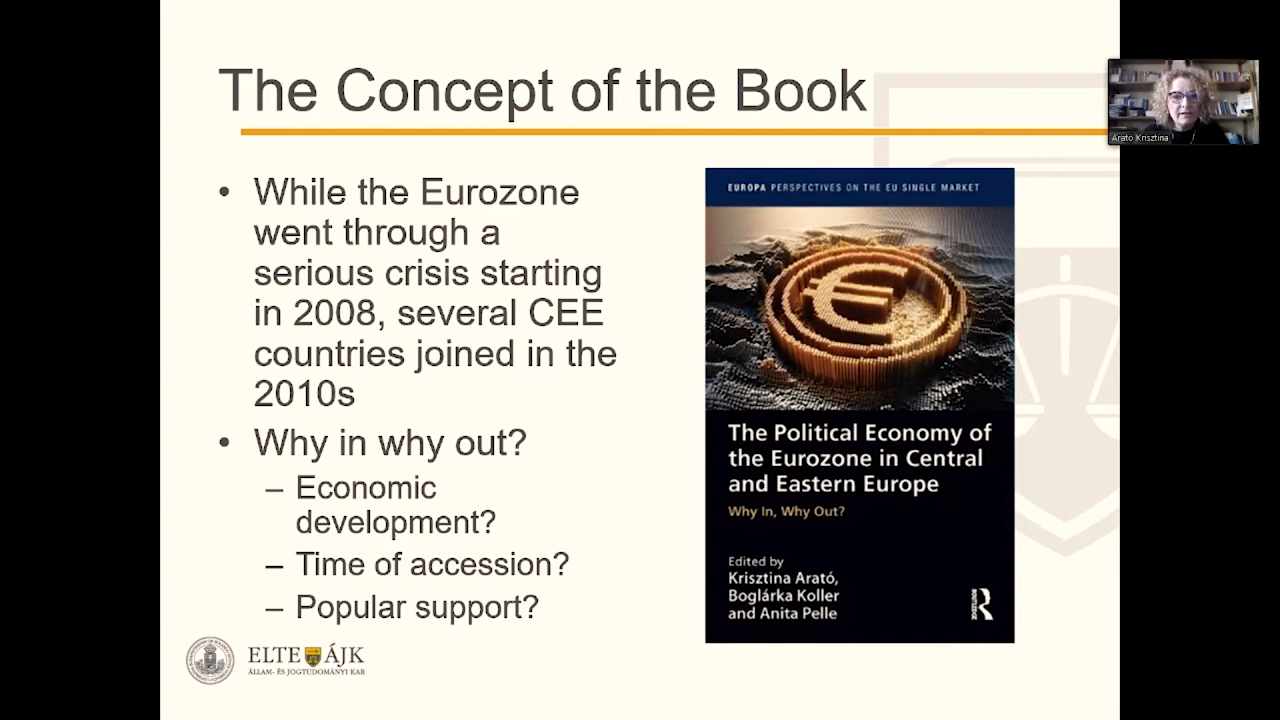 The Concept of the Book
Arató Krisztina
• While the Eurozone
went through a
serious crisis starting
in 2008, several CEE
countries joined in the
2010s
• Why in why out?
– Economic
development?
– Time of accession?
– Popular support?
EUROPA PERSPECTIVES ON THE EU SINGLE MARKET
The Political Economy of
the Eurozone in Central
and Eastern Europe
Why In, Why Out?
Edited by
Krisztina Arató,
Boglárka Koller
and Anita Pelle
ELTE ÁJK
ÁLLAM- ÉS JOGTUDOMÁNYI KAR